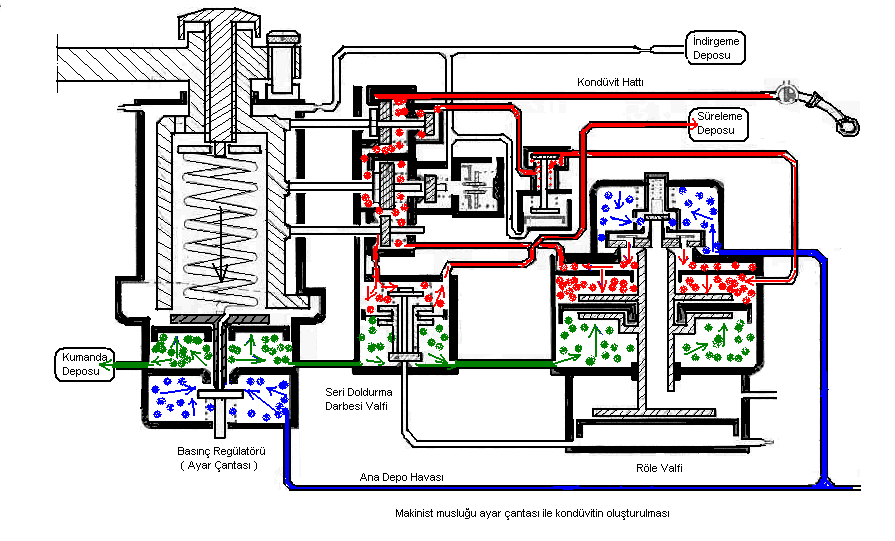 İndirgeme
Deposu
Kondüvit Hattı
Süreleme
Deposu
Kumanda
Deposu
Seri Doldurma
Darbesi Valfi
Basınç Regülatörü
( Ayar Çantası )
Röle Valfi
Ana Depo Havası
Makinist musluğu ayar çantası ile kondüvitin oluşturulması